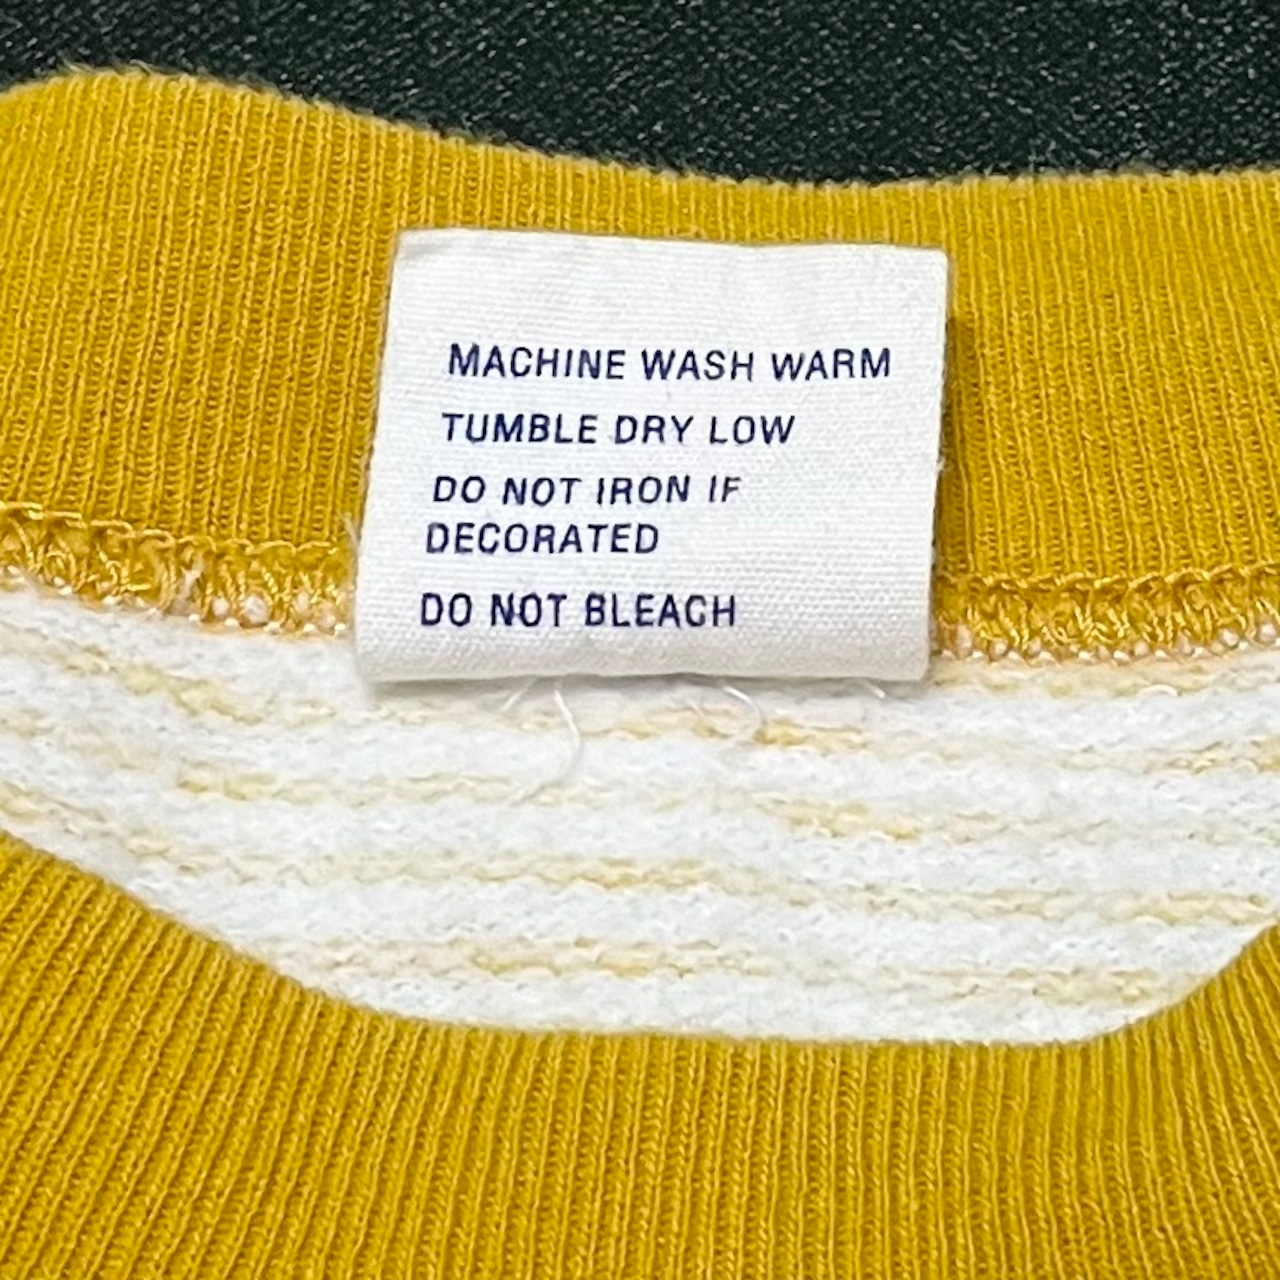 MACHINE WASH WARM
TUMBLE DRY LOW
DO NOT IRON IF
DECORATED
DO NOT BLEACH